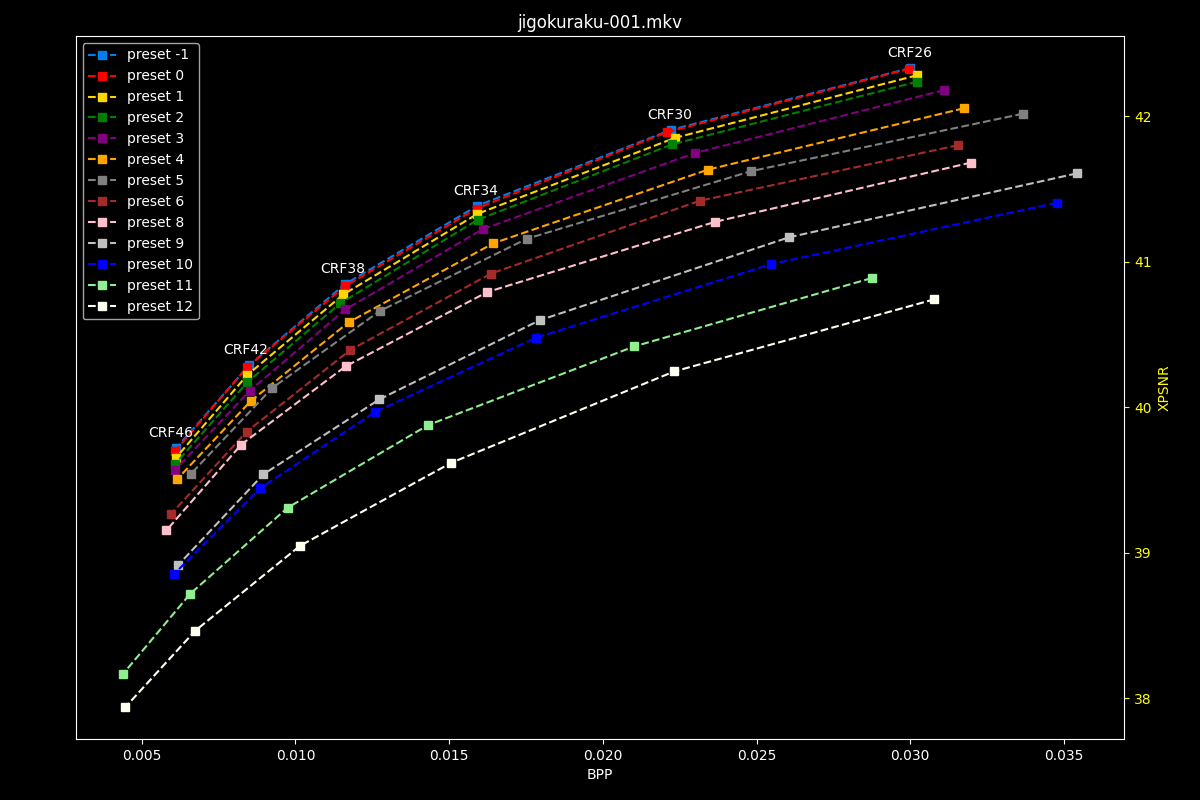 jigokuraku-001.mkv
preset -1
preset 0
preset 1
preset 2
preset 3
preset 4
preset 5
preset 6
preset 8
preset 9
preset 10
preset 11
preset 12
CRF26
CRF30
CRF34
CRF38
CRF42
CRF46
42
41
40
39
38
XPSNR
0.005 0.010 0.015 0.020 0.025 0.030 0.035
BPP